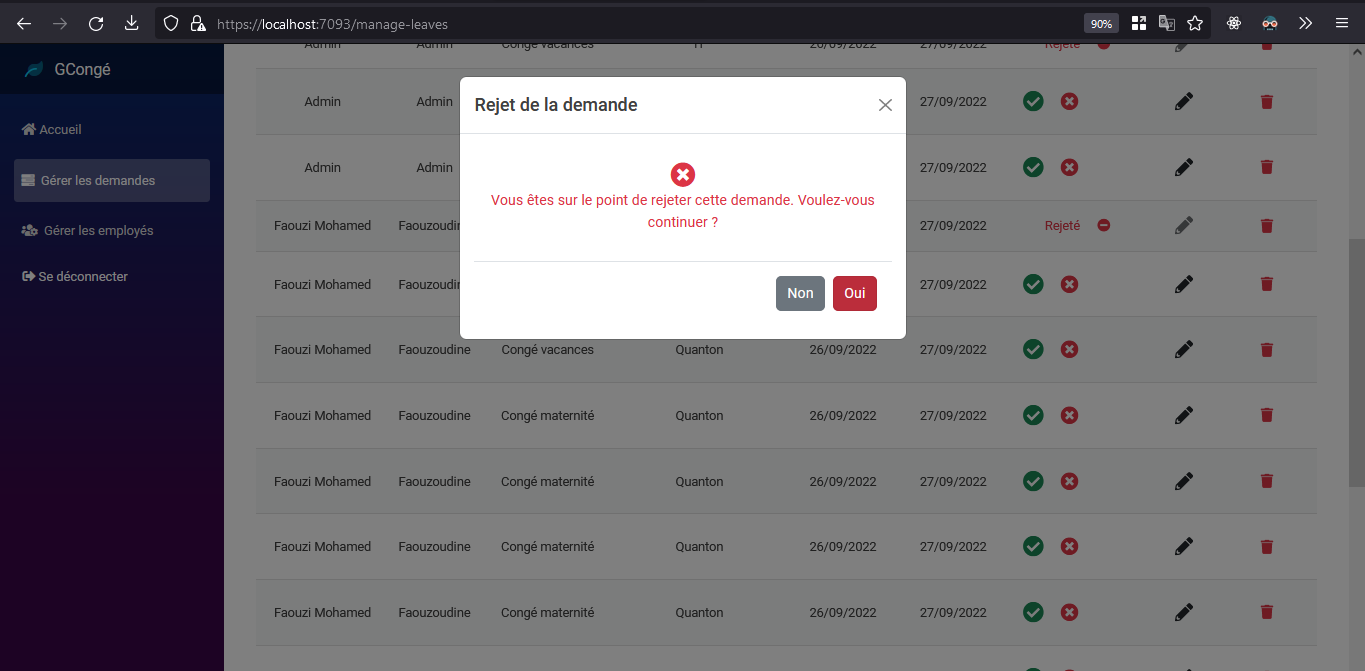 https://localhost:7093/manage-leaves 90%
GCongé
Accueil
Gérer les demandes
Gérer les employés
Se déconnecter
Admin Admin Congé vacances 26/09/2022 27/09/2022 Rejeté
Admin Admin 27/09/2022
Admin Admin 27/09/2022
Faouzi Mohamed 27/09/2022 Rejeté
Faouzi Mohamed 27/09/2022
Rejet de la demande
Vous êtes sur le point de rejeter cette demande. Voulez-vous
continuer ?
Non Oui
Faouzi Mohamed Faouzoudine Congé vacances Quanton 26/09/2022 27/09/2022
Faouzi Mohamed Faouzoudine Congé maternité Quanton 26/09/2022 27/09/2022
Faouzi Mohamed Faouzoudine Congé maternité Quanton 26/09/2022 27/09/2022
Faouzi Mohamed Faouzoudine Congé maternité Quanton 26/09/2022 27/09/2022
Faouzi Mohamed Faouzoudine Congé maternité Quanton 26/09/2022 27/09/2022